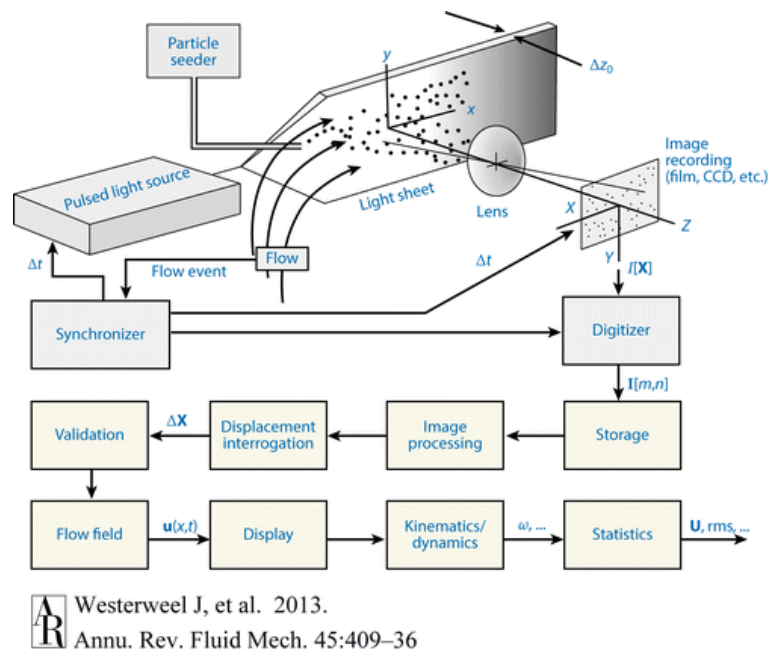 Particle
seeder
y
Δz₀
x
Image
recording
(film, CCD, etc.)
Pulsed light source
Light sheet
Lens
X
Z
Flow
Δt
Flow event
Δt
Y
I[X]
Synchronizer
Digitizer
I[m,n]
Validation
ΔX
Displacement
interrogation
Image
processing
Storage
Flow field
u(x,t)
Display
Kinematics/
dynamics
ω, ...
Statistics
U, rms, ...
AR
Westerweel J, et al. 2013.
Annu. Rev. Fluid Mech. 45:409–36